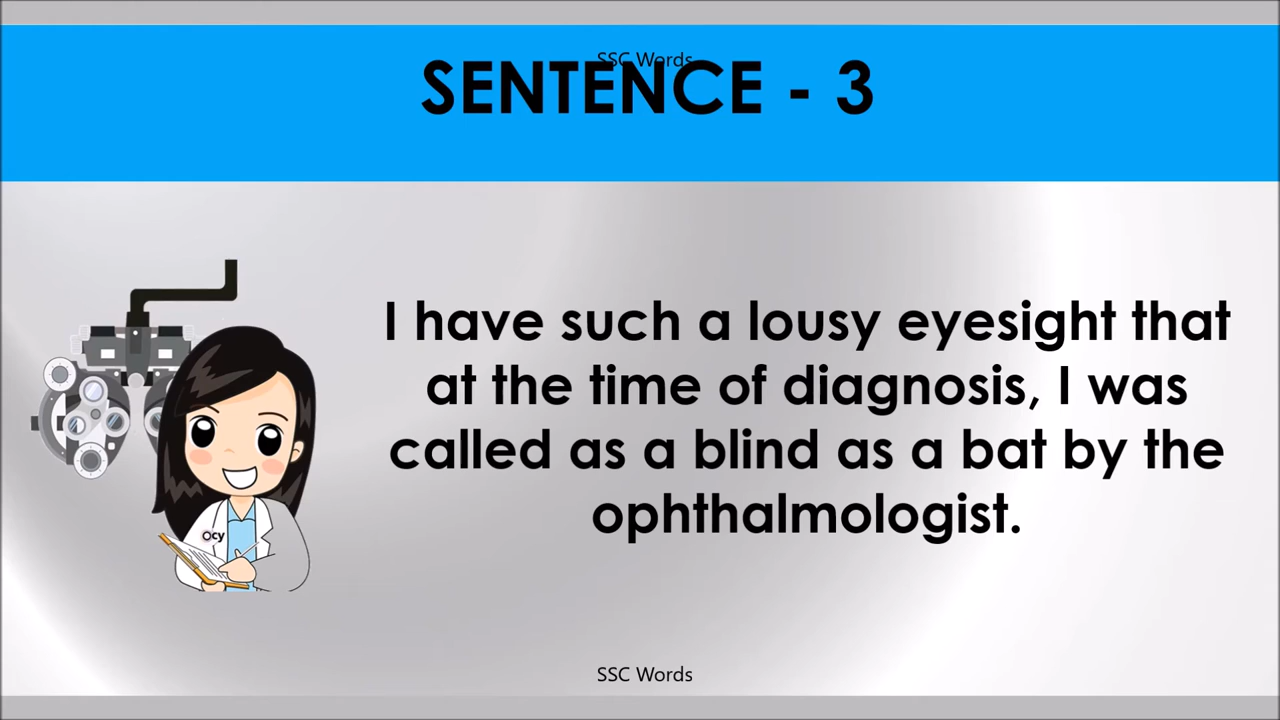 SSC Words
SENTENCE - 3
I have such a lousy eyesight that
at the time of diagnosis, I was
called as a blind as a bat by the
ophthalmologist.
Ocy
SSC Words